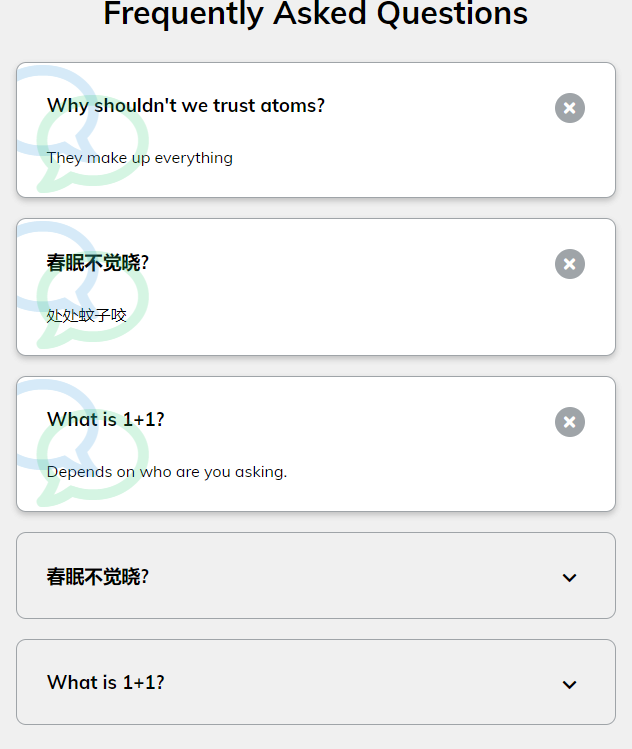 Frequently Asked Questions
Why shouldn't we trust atoms?
They make up everything
春眠不觉晓?
处处蚊子咬
What is 1+1?
Depends on who are you asking.
春眠不觉晓?
What is 1+1?